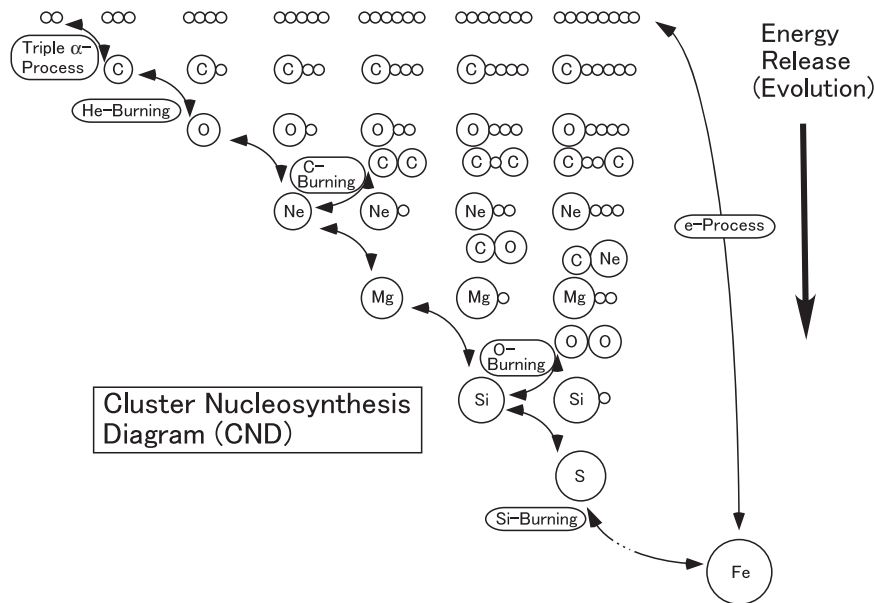 Energy
Release
(Evolution)
Triple α-
Process
C
C
C
C
C
C
He-Burning
O
O
O
O
O
C-
Burning
C C
C C
C C
Ne
Ne
Ne
Ne
e-Process
C O
C Ne
Mg
Mg
Mg
O-
Burning
O O
Cluster Nucleosynthesis
Diagram (CND)
Si
Si
S
Si-Burning
Fe